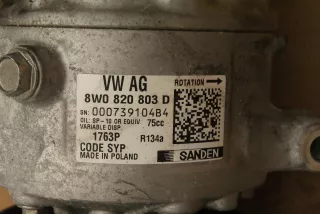 VW AG
ROTATION →
8W0 820 803 D
SN: 000739104B4
OIL: SP-10 OR EQUIV. 75cc
VARIABLE DISP.
1763P R134a
CODE SYP
MADE IN POLAND
SANDEN